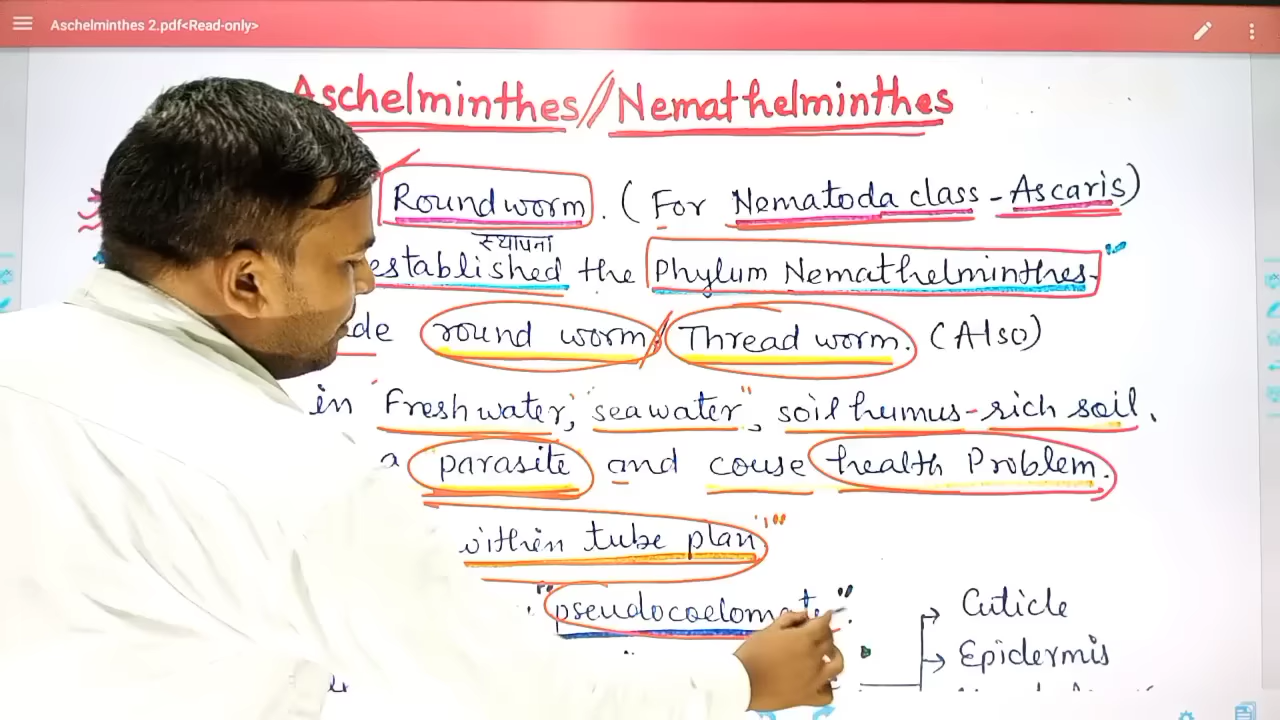 Aschelminthes 2.pdf<Read-only>
Aschelminthes//Nemathelminthes
Roundworm. (For Nematoda class - Ascaris)
स्थापना
established the "Phylum Nemathelminthes-"
round worm/Thread worm. (Also)
in "Freshwater", "seawater", soil humus-rich soil.
a parasite and couse health Problem.
within tube plan"
"pseudocoelomate".
Cuticle
Epidermis